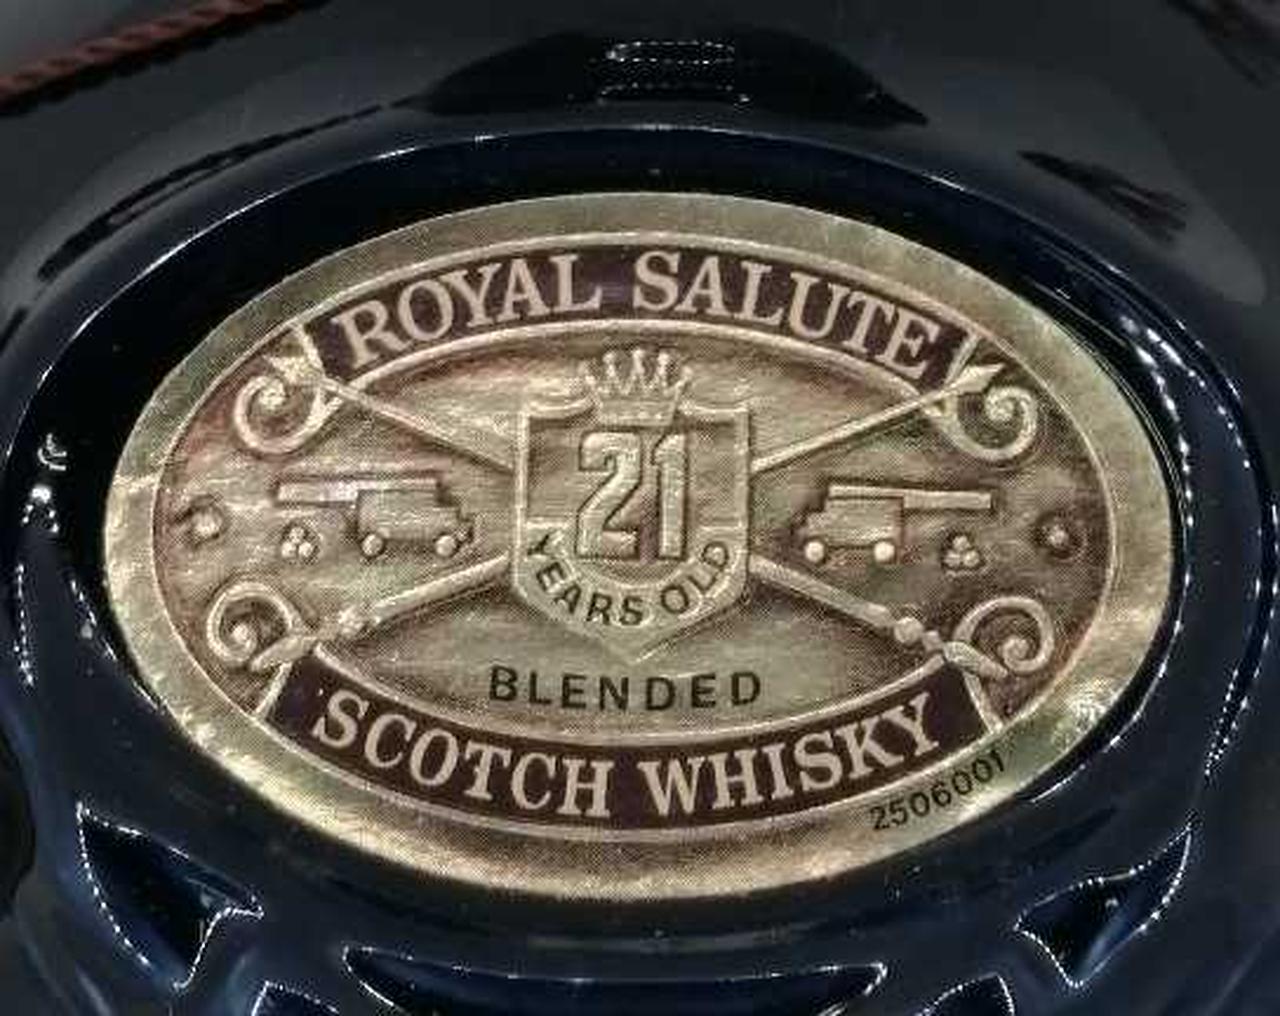 ROYAL SALUTE
21
YEARS OLD
BLENDED
SCOTCH WHISKY
2506001